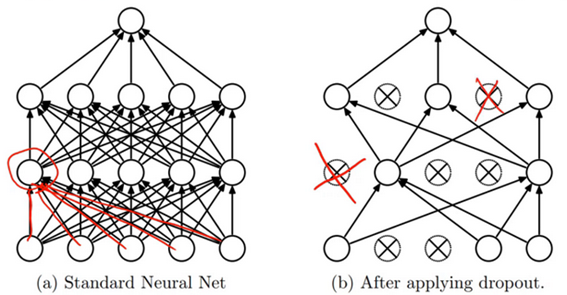 (a) Standard Neural Net
(b) After applying dropout.